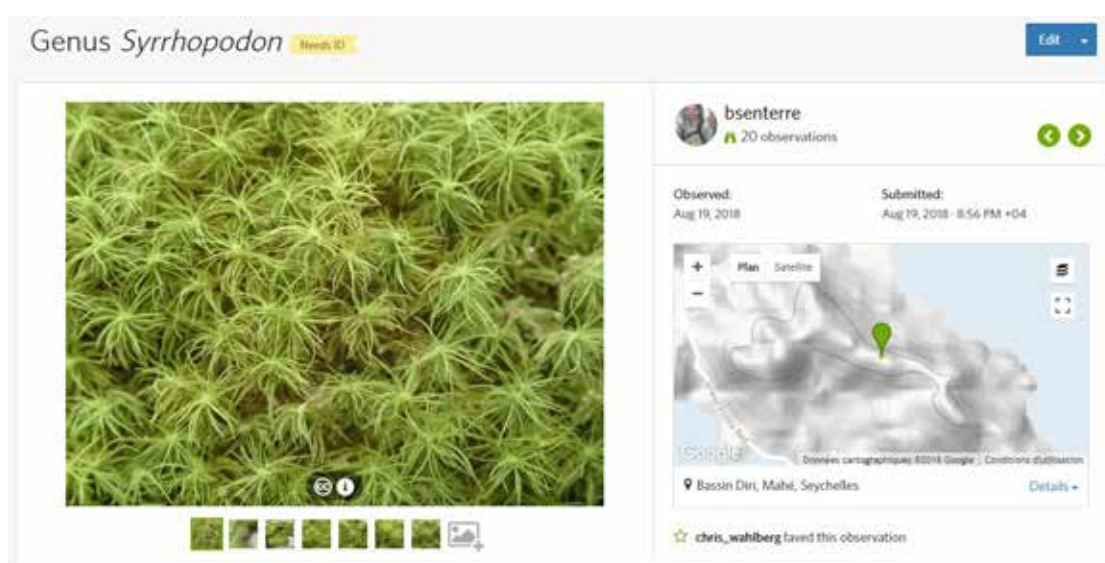 Genus Syrrhopodon Needs ID
Edit
bsenterre
20 observations
Observed:
Aug 19, 2018
Submitted:
Aug 19, 2018 · 8:56 PM +04
+
Plan Satellite
−
Google
Données cartographiques ©2018 Google Conditions d'utilisation
Bassin Diri, Mahé, Seychelles
Details
cc
chris_wahlberg faved this observation